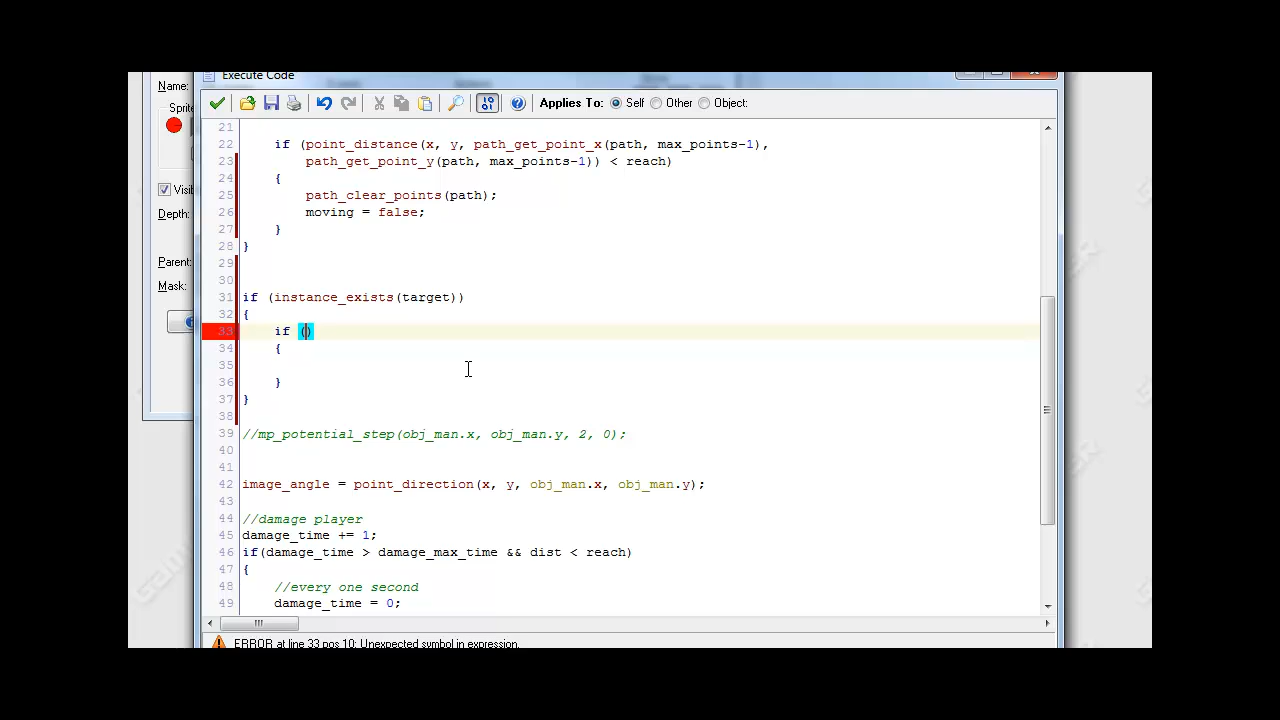 Execute Code
Name:
Applies To: Self Other Object:
Sprite
21
22 if (point_distance(x, y, path_get_point_x(path, max_points-1),
23 path_get_point_y(path, max_points-1)) < reach)
24 {
25 path_clear_points(path);
26 moving = false;
27 }
28 }
29
30
31 if (instance_exists(target))
32 {
33 if ()
34 {
35
36 }
37 }
38
39 //mp_potential_step(obj_man.x, obj_man.y, 2, 0);
40
41
42 image_angle = point_direction(x, y, obj_man.x, obj_man.y);
43
44 //damage player
45 damage_time += 1;
46 if(damage_time > damage_max_time && dist < reach)
47 {
48 //every one second
49 damage_time = 0;
Visib
Depth:
Parent:
Mask:
ERROR at line 33 pos 10: Unexpected symbol in expression.